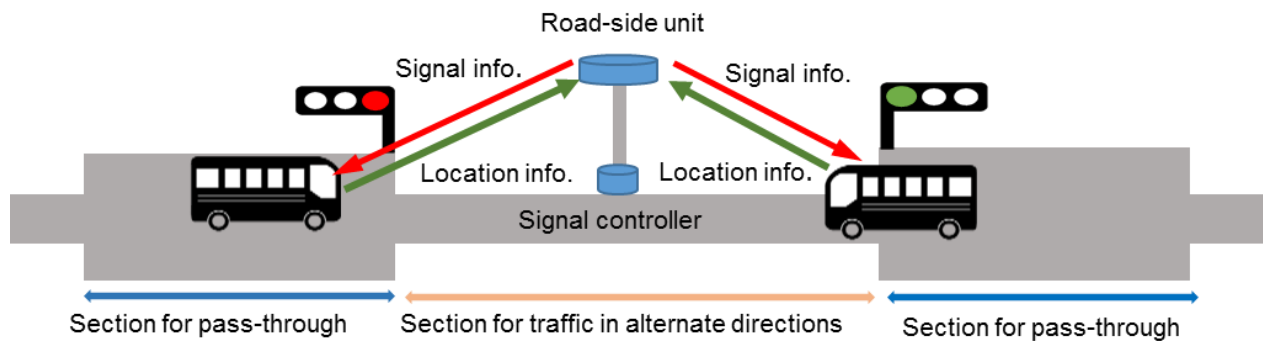 Road-side unit
Signal info.
Signal info.
Location info.
Location info.
Signal controller
Section for pass-through
Section for traffic in alternate directions
Section for pass-through